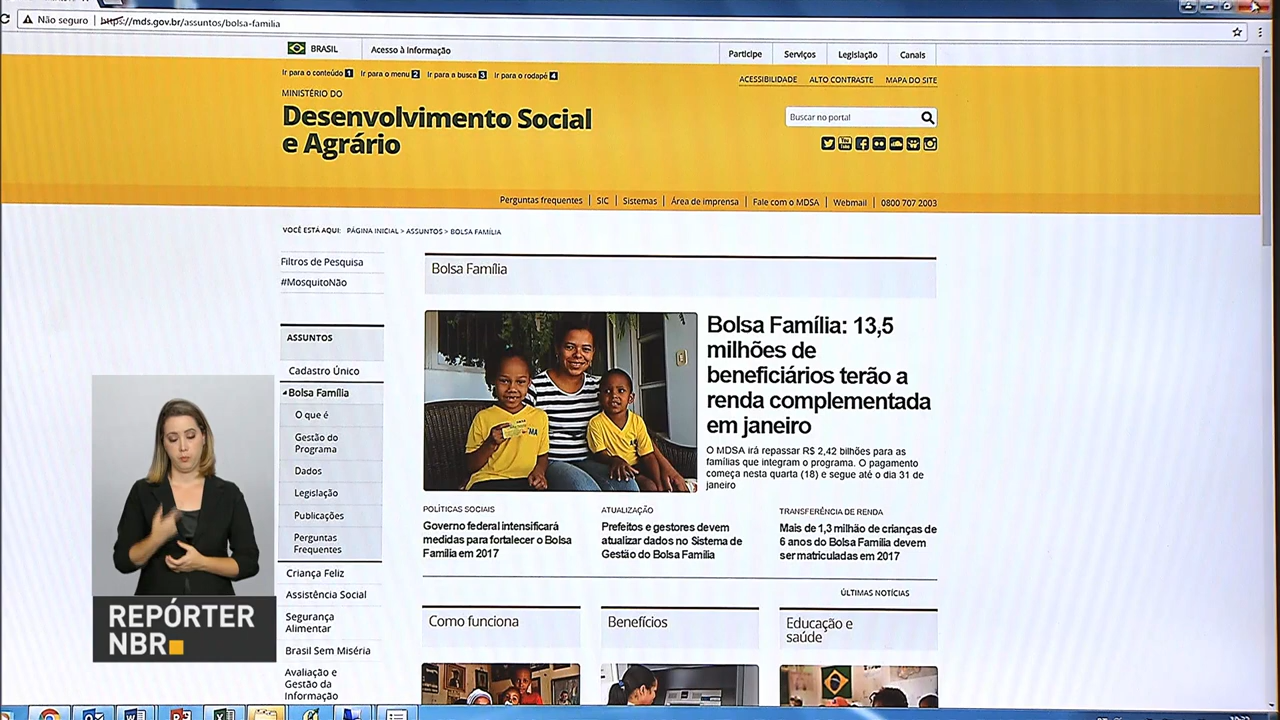 Não seguro
https://mds.gov.br/assuntos/bolsa-familia
BRASIL
Acesso à Informação
Participe
Serviços
Legislação
Canais
Ir para o conteúdo 1
Ir para o menu 2
Ir para a busca 3
Ir para o rodapé 4
ACESSIBILIDADE
ALTO CONTRASTE
MAPA DO SITE
MINISTÉRIO DO
Desenvolvimento Social
e Agrário
Buscar no portal
Perguntas frequentes
SIC
Sistemas
Área de imprensa
Fale com o MDSA
Webmail
0800 707 2003
VOCÊ ESTÁ AQUI: PÁGINA INICIAL > ASSUNTOS > BOLSA FAMÍLIA
Filtros de Pesquisa
#MosquitoNão
ASSUNTOS
Cadastro Único
Bolsa Família
O que é
Gestão do
Programa
Dados
Legislação
Publicações
Perguntas
Frequentes
Criança Feliz
Assistência Social
Segurança
Alimentar
Brasil Sem Miséria
Avaliação e
Gestão da
Informação
Bolsa Família
Bolsa Família: 13,5
milhões de
beneficiários terão a
renda complementada
em janeiro
O MDSA irá repassar R$ 2,42 bilhões para as
famílias que integram o programa. O pagamento
começa nesta quarta (18) e segue até o dia 31 de
janeiro
POLÍTICAS SOCIAIS
Governo federal intensificará
medidas para fortalecer o Bolsa
Família em 2017
ATUALIZAÇÃO
Prefeitos e gestores devem
atualizar dados no Sistema de
Gestão do Bolsa Família
TRANSFERÊNCIA DE RENDA
Mais de 1,3 milhão de crianças de
6 anos do Bolsa Família devem
ser matriculadas em 2017
ÚLTIMAS NOTÍCIAS
Como funciona
Benefícios
Educação e
saúde
REPÓRTER
NBR